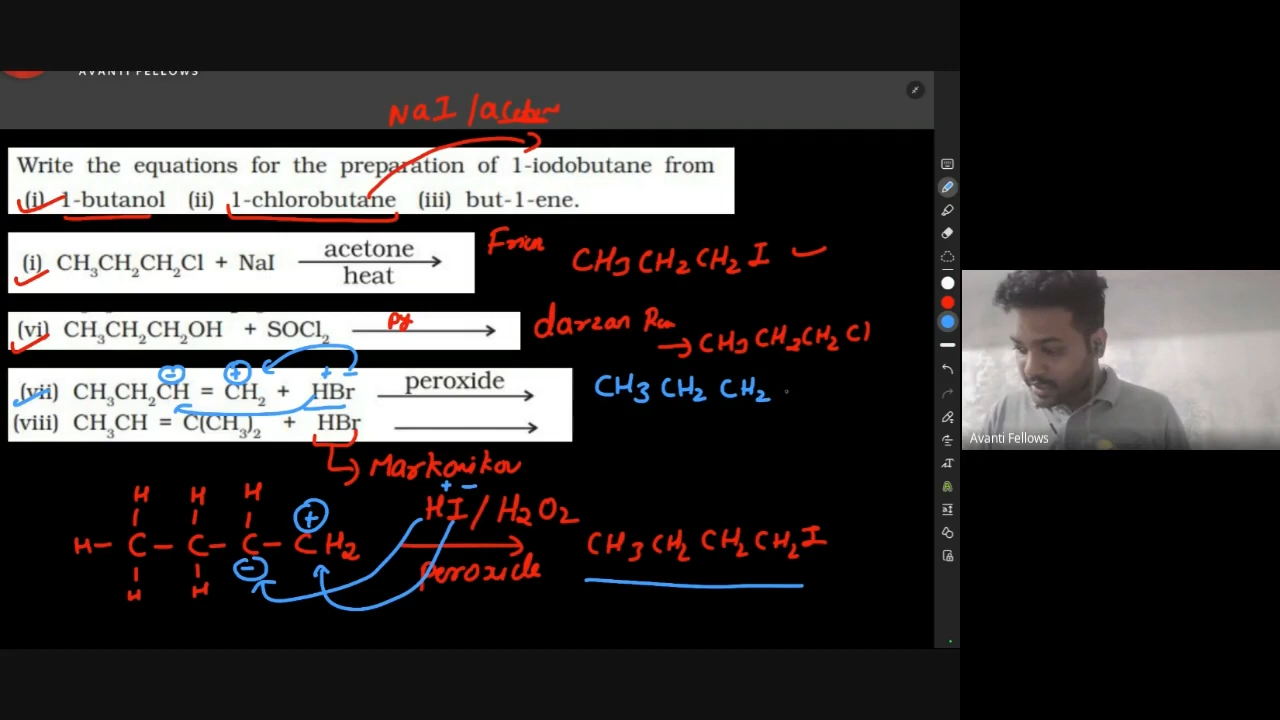 AVANTI FELLOWS
NaI / acetone
Write the equations for the preparation of 1-iodobutane from
(i) 1-butanol (ii) 1-chlorobutane (iii) but-1-ene.
(i) CH₃CH₂CH₂Cl + NaI acetone heat CH3 CH2 CH2 I
(vi) CH₃CH₂CH₂OH + SOCl₂ Py darzan Rxn
→ CH3 CH2 CH2 Cl
(vii) CH₃CH₂CH = CH₂ + HBr peroxide CH3 CH2 CH2
(viii) CH₃CH = C(CH₃)₂ + HBr
Markonikov
+ −
H H H + HI / H2O2
H – C – C – C – CH2 CH3 CH2 CH2 CH2 I
− peroxide
H H
Avanti Fellows